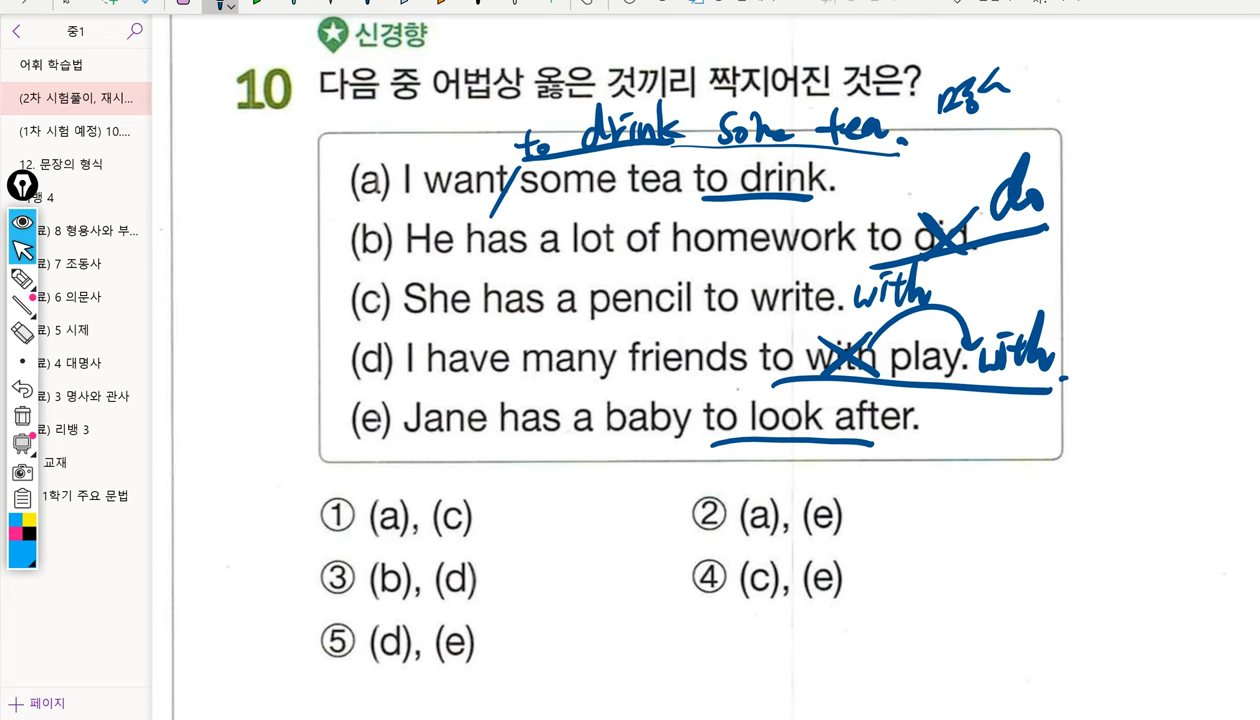 중1
어휘 학습법
(2차 시험풀이, 재시...
(1차 시험 예정) 10....
12. 문장의 형식
뱅 4
료) 8 형용사와 부...
료) 7 조동사
료) 6 의문사
료) 5 시제
료) 4 대명사
료) 3 명사와 관사
료) 리뱅 3
교재
1학기 주요 문법
페이지
신경향
10 다음 중 어법상 옳은 것끼리 짝지어진 것은?
to drink some tea.
(a) I want some tea to drink.
do
(b) He has a lot of homework to did.
(c) She has a pencil to write. with
(d) I have many friends to with play. with.
(e) Jane has a baby to look after.
① (a), (c)
② (a), (e)
③ (b), (d)
④ (c), (e)
⑤ (d), (e)